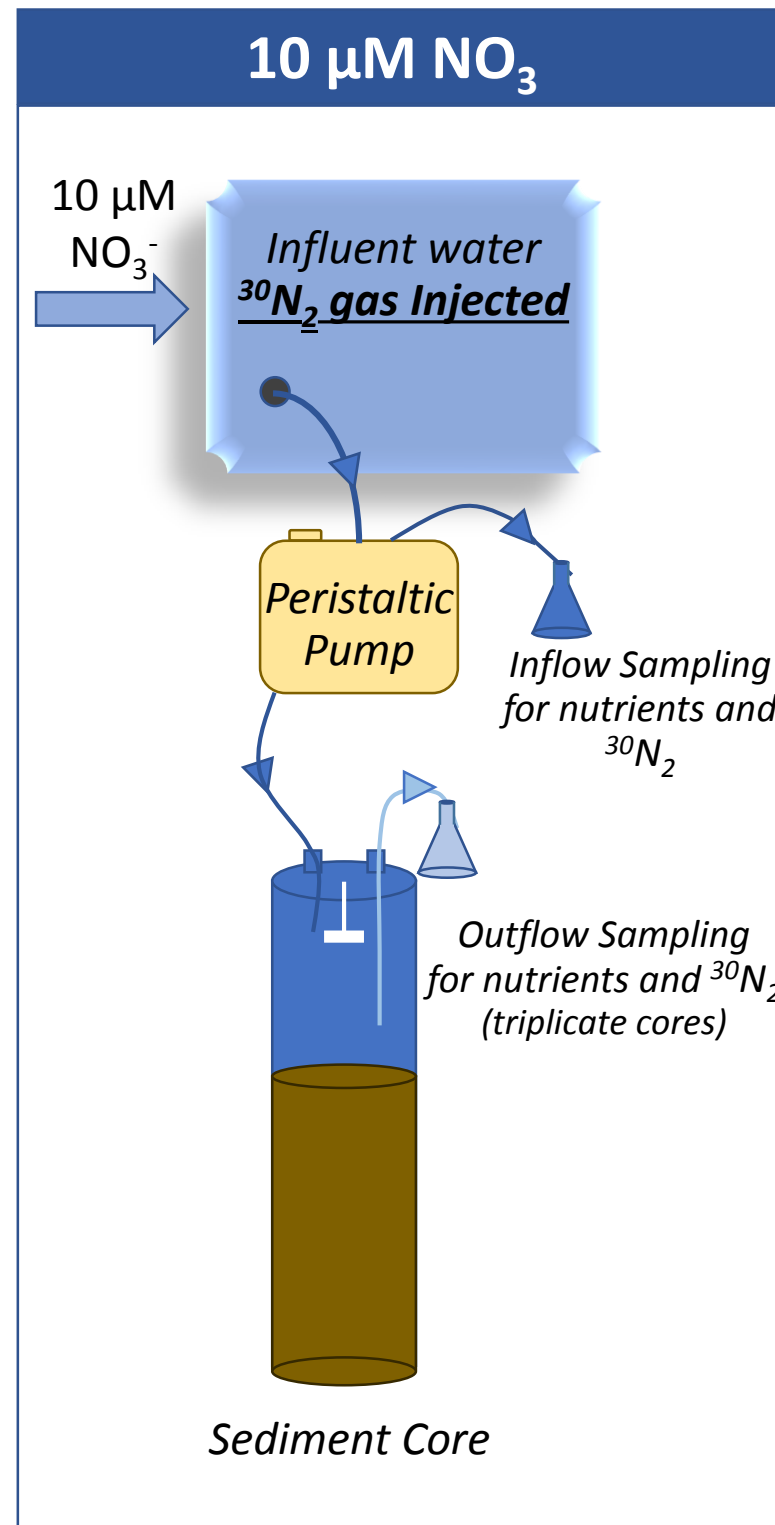 10 µM NO₃
10 µM
NO₃⁻
Influent water
³⁰N₂ gas Injected
Peristaltic
Pump
Inflow Sampling
for nutrients and
³⁰N₂
Outflow Sampling
for nutrients and ³⁰N₂
(triplicate cores)
Sediment Core